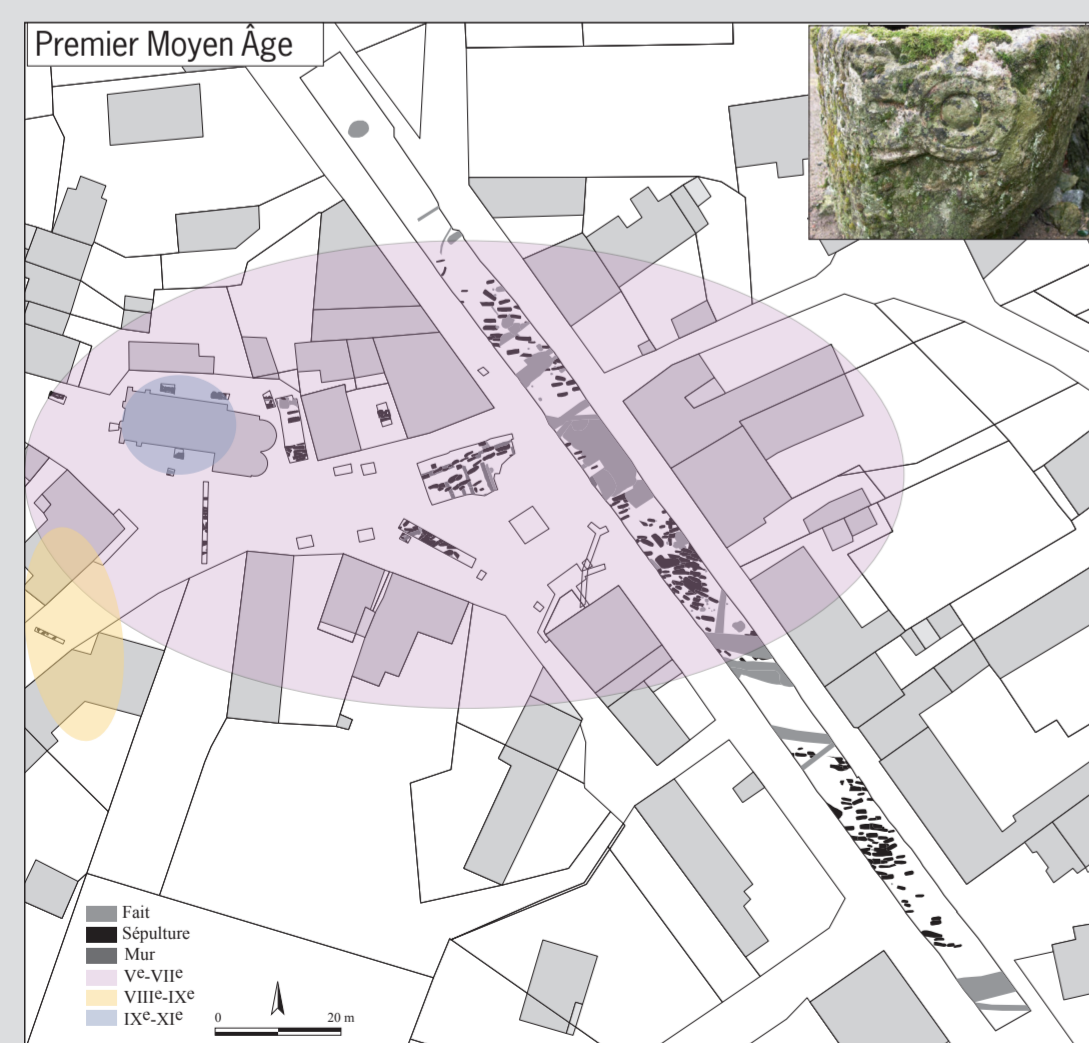 Premier Moyen Âge
Fait
Sépulture
Mur
Ve-VIIe
VIIIe-IXe
IXe-XIe
0 20 m